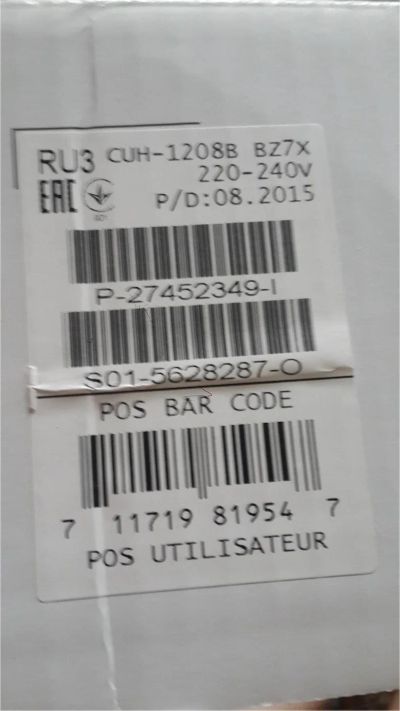 RU3 CUH-1208B BZ7X
220-240V
EAC
P/D:08.2015
P-27452349-I
S01-5628287-O
POS BAR CODE
7 11719 81954 7
POS UTILISATEUR